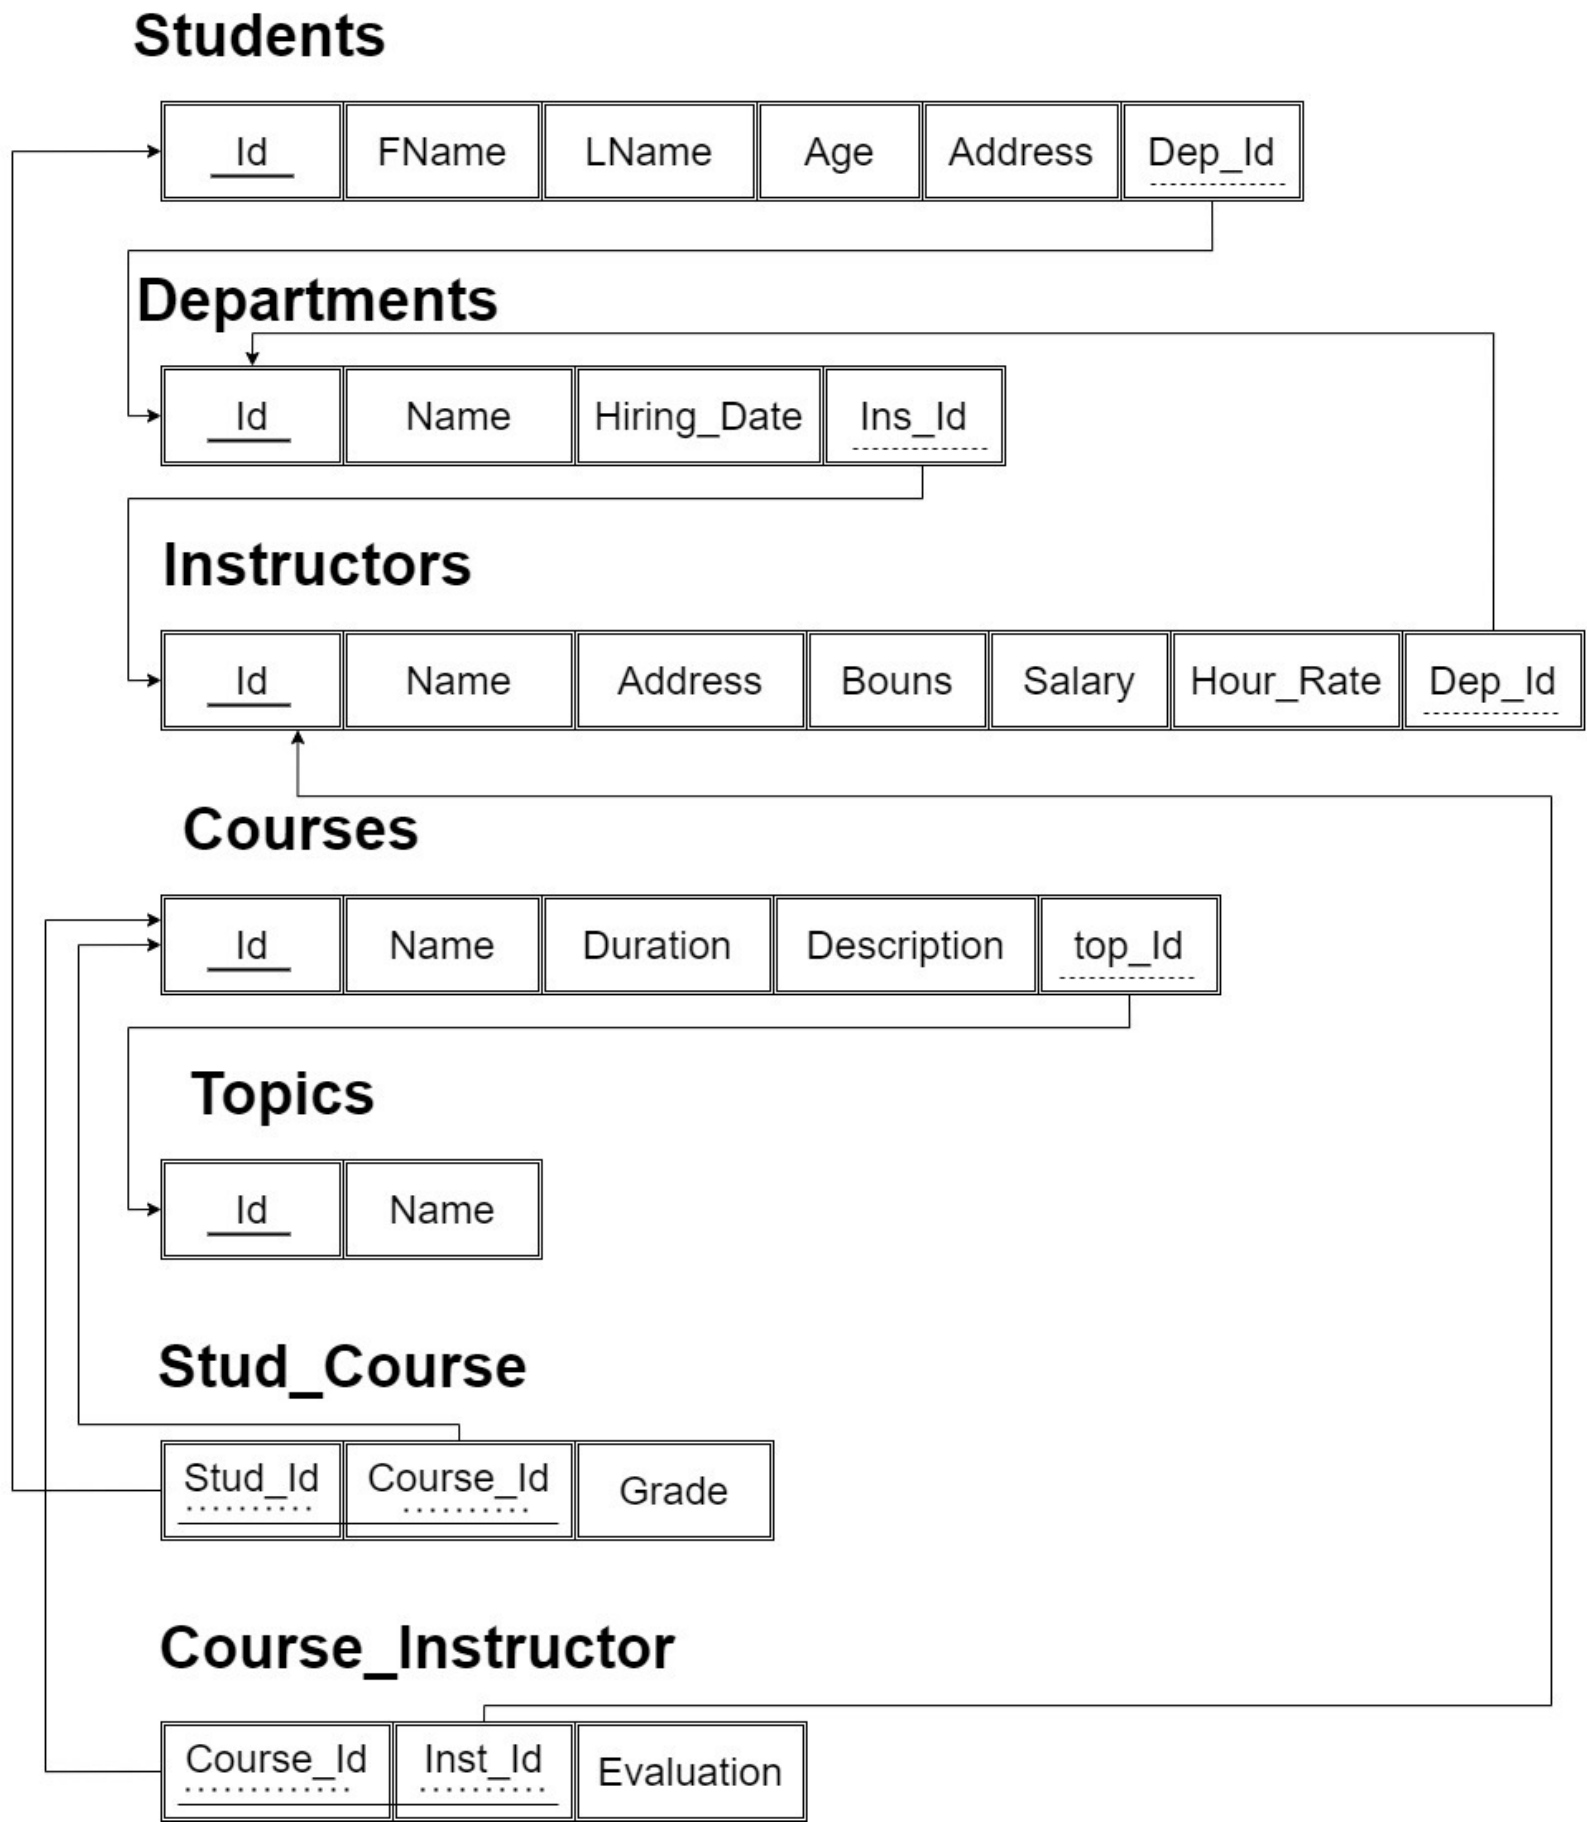 Students
Id FName LName Age Address Dep_Id
Departments
Id Name Hiring_Date Ins_Id
Instructors
Id Name Address Bouns Salary Hour_Rate Dep_Id
Courses
Id Name Duration Description top_Id
Topics
Id Name
Stud_Course
Stud_Id Course_Id Grade
Course_Instructor
Course_Id Inst_Id Evaluation